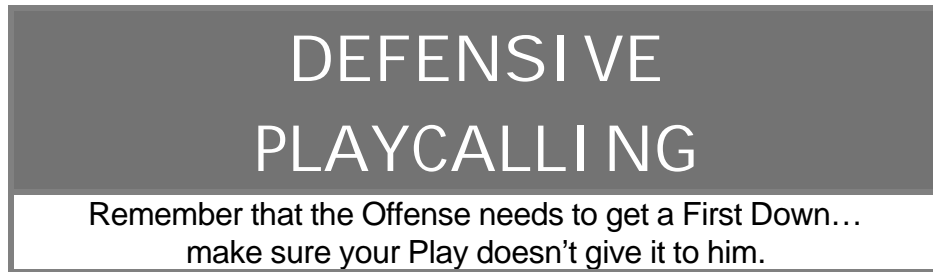 DEFENSIVE
PLAYCALLING
Remember that the Offense needs to get a First Down…
make sure your Play doesn’t give it to him.